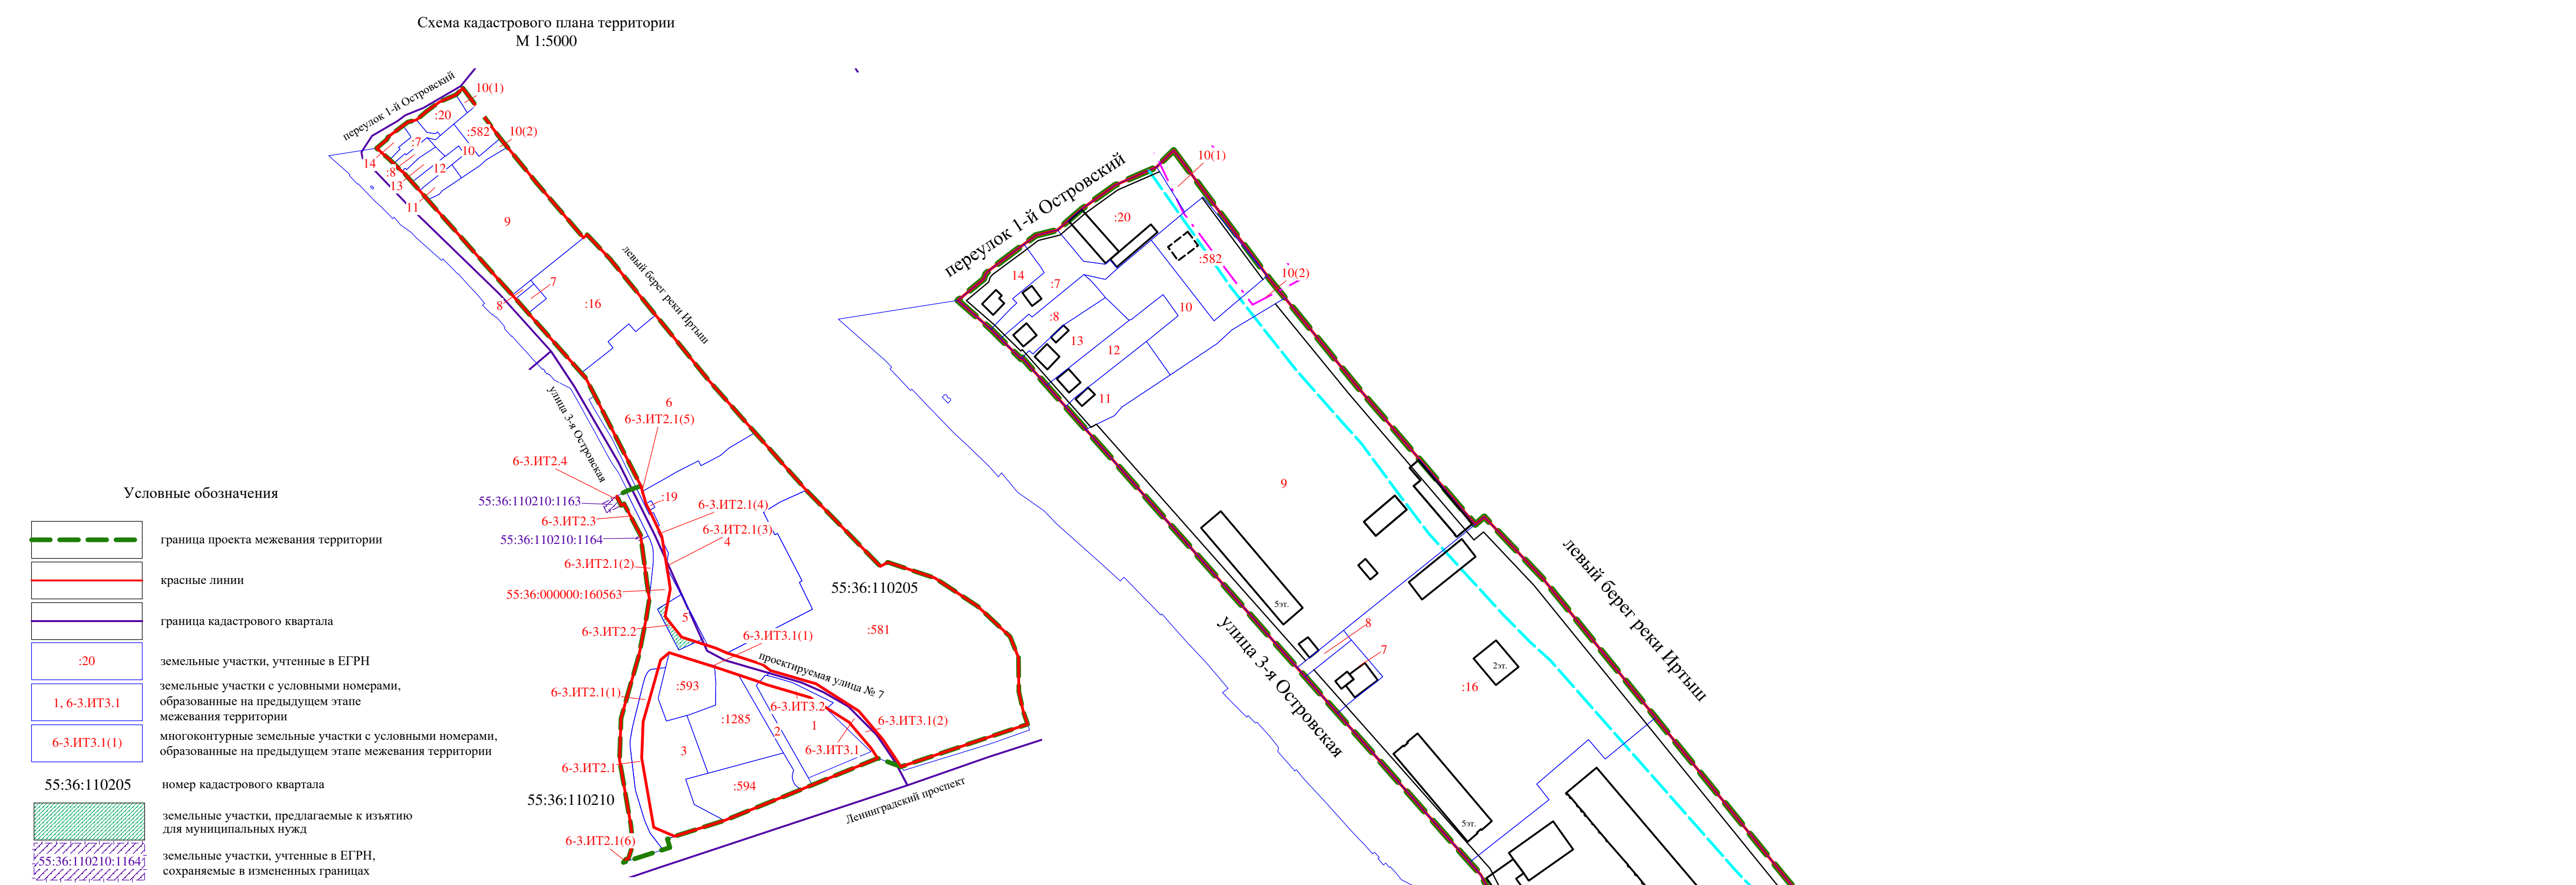 Схема кадастрового плана территории
М 1:5000
переулок 1-й Островский
10(1)
:20
:582
10(2)
:7
10
14
12
:8
13
11
9
левый берег реки Иртыш
7
8
:16
улица 3-я Островская
6
6-3.ИТ2.1(5)
6-3.ИТ2.4
55:36:110210:1163
:19
6-3.ИТ2.1(4)
6-3.ИТ2.3
6-3.ИТ2.1(3)
55:36:110210:1164
4
6-3.ИТ2.1(2)
55:36:110205
55:36:000000:160563
5
6-3.ИТ2.2
:581
6-3.ИТ3.1(1)
проектируемая улица № 7
:593
6-3.ИТ2.1(1)
6-3.ИТ3.2
:1285
1
6-3.ИТ3.1(2)
2
3
6-3.ИТ3.1
6-3.ИТ2.1
:594
55:36:110210
Ленинградский проспект
6-3.ИТ2.1(6)
Условные обозначения
граница проекта межевания территории
красные линии
граница кадастрового квартала
:20
земельные участки, учтенные в ЕГРН
1, 6-3.ИТ3.1
земельные участки с условными номерами,
образованные на предыдущем этапе
межевания территории
6-3.ИТ3.1(1)
многоконтурные земельные участки с условными номерами,
образованные на предыдущем этапе межевания территории
55:36:110205
номер кадастрового квартала
земельные участки, предлагаемые к изъятию
для муниципальных нужд
55:36:110210:1164
земельные участки, учтенные в ЕГРН,
сохраняемые в измененных границах
переулок 1-й Островский
10(1)
:20
:582
10(2)
14
:7
10
:8
13
12
11
9
5эт.
левый берег реки Иртыш
8
7
2эт.
:16
улица 3-я Островская
5эт.